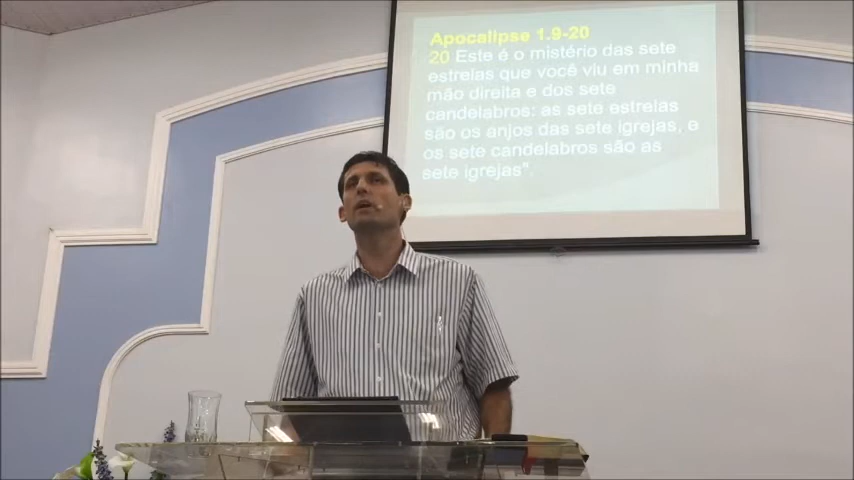 Apocalipse 1.9-20
20 Este é o mistério das sete
estrelas que você viu em minha
mão direita e dos sete
candelabros: as sete estrelas
são os anjos das sete igrejas, e
os sete candelabros são as
sete igrejas".